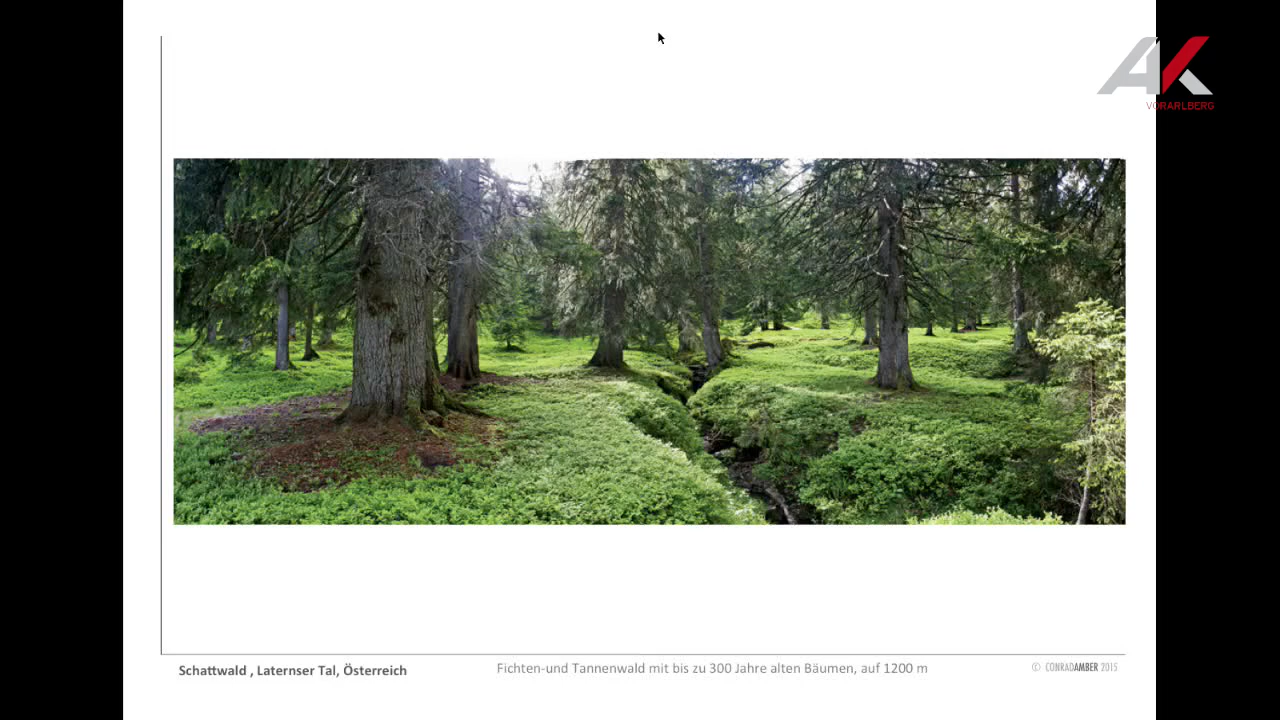 AK
VORARLBERG
Schattwald , Laternser Tal, Österreich
Fichten-und Tannenwald mit bis zu 300 Jahre alten Bäumen, auf 1200 m
© CONRADAMBER 2015